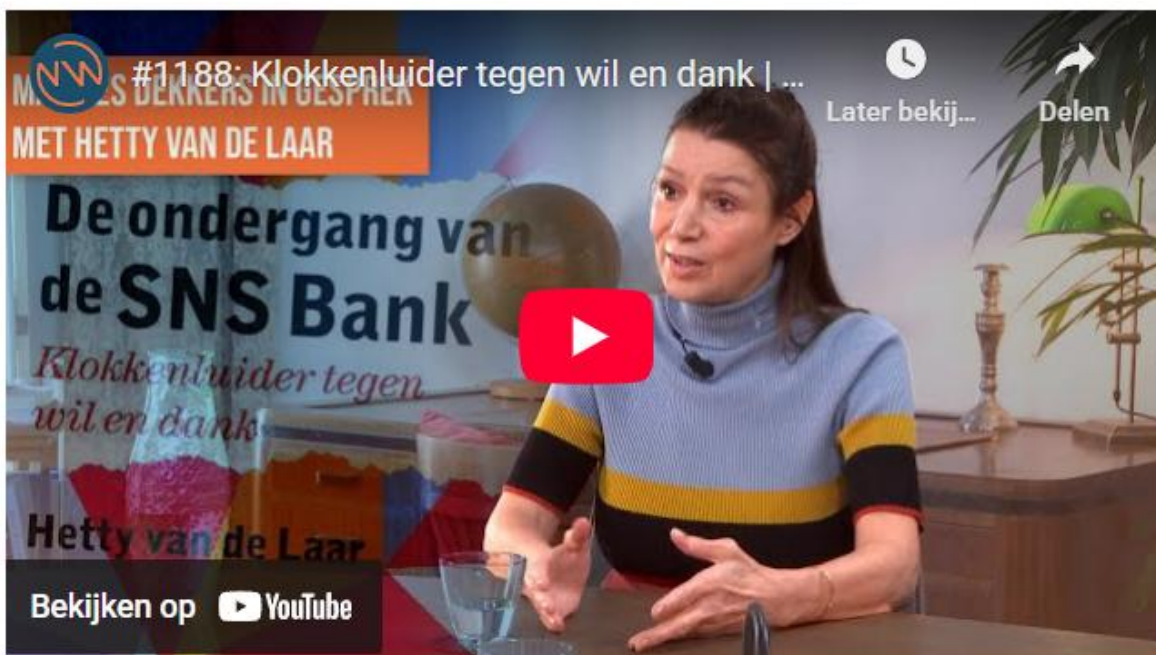 NW
#1188: Klokkenluider tegen wil en dank | ...
Later bekij...
Delen
ES DEKKERS IN GESPREK
MET HETTY VAN DE LAAR
De ondergang van
de SNS Bank
Klokkenluider tegen
wil en dank
Hetty van de Laar
Bekijken op YouTube